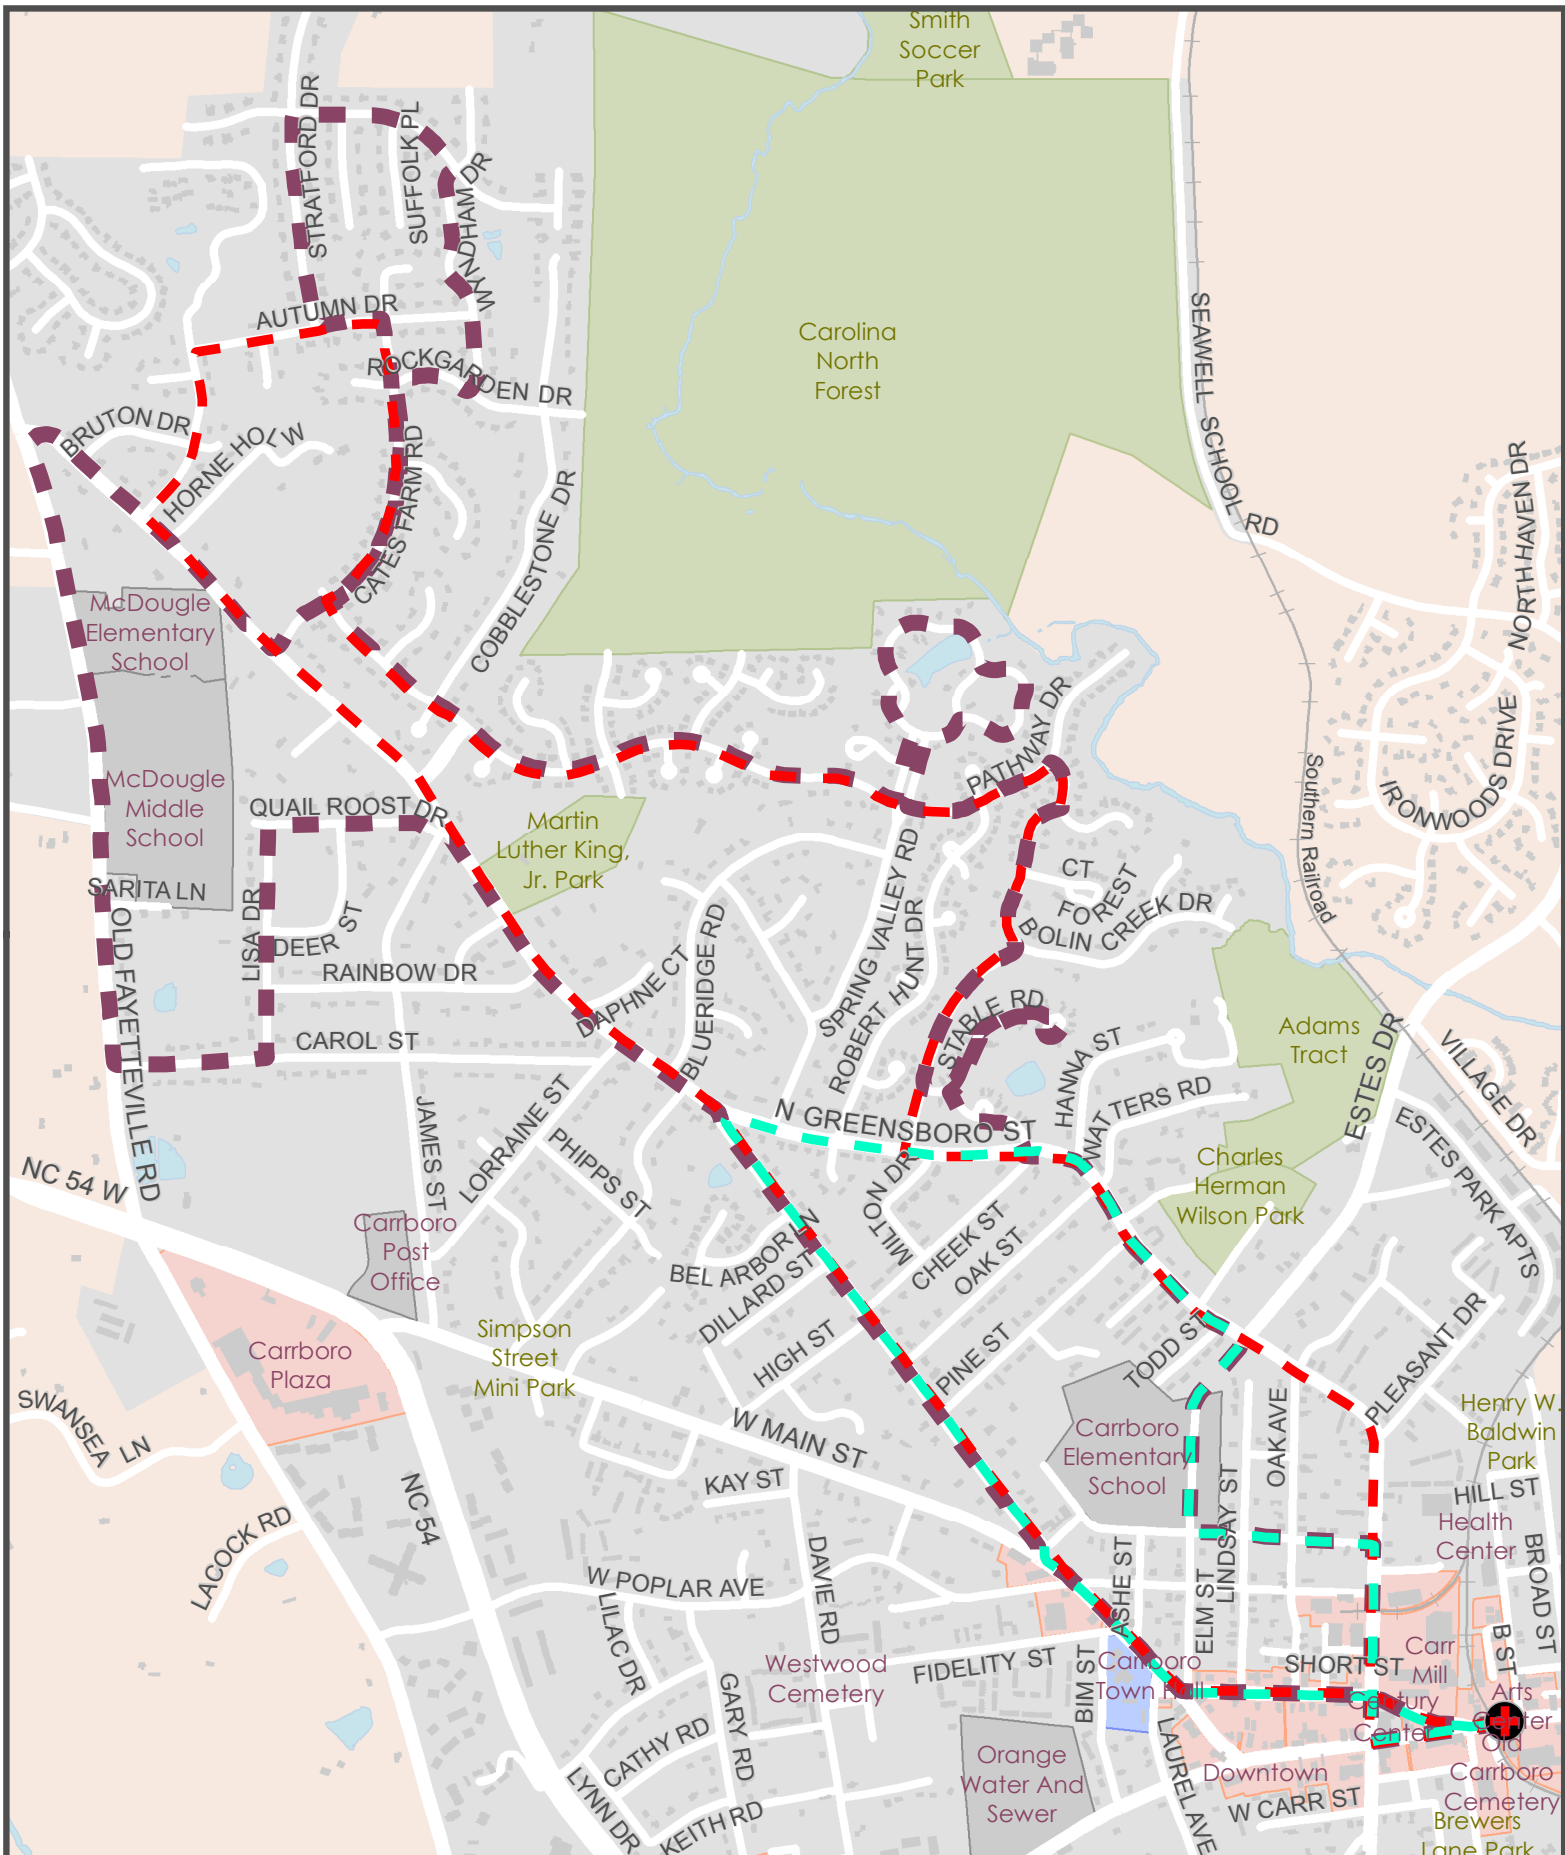 Smith
Soccer
Park
STRATFORD DR
SUFFOLK PL
WYNDHAM DR
AUTUMN DR
ROCKGARDEN DR
Carolina
North
Forest
SEAWELL SCHOOL RD
BRUTON DR
HORNE HOLW
CATES FARM RD
COBBLESTONE DR
NORTH HAVEN DR
McDougle
Elementary
School
PATHWAY DR
IRONWOODS DRIVE
Southern Railroad
McDougle
Middle
School
QUAIL ROOST DR
Martin
Luther King,
Jr. Park
SARITA LN
LISA DR
DEER ST
RAINBOW DR
OLD FAYETTEVILLE RD
CAROL ST
DAPHNE CT
BLUERIDGE RD
SPRING VALLEY RD
ROBERT HUNT DR
CT
FOREST
BOLIN CREEK DR
STABLE RD
HANNA ST
WATTERS RD
Adams
Tract
ESTES DR
VILLAGE DR
ESTES PARK APTS
N GREENSBORO ST
JAMES ST
LORRAINE ST
PHIPPS ST
MILTON DR
Charles
Herman
Wilson Park
NC 54 W
Carrboro
Post
Office
BEL ARBOR LN
DILLARD ST
CHEEK ST
OAK ST
HIGH ST
PINE ST
TODD ST
PLEASANT DR
Carrboro
Plaza
Simpson
Street
Mini Park
SWANSEA LN
W MAIN ST
Carrboro
Elementary
School
OAK AVE
Henry W.
Baldwin
Park
HILL ST
Health
Center
BROAD ST
KAY ST
NC 54
LACOCK RD
W POPLAR AVE
DAVIE RD
LILAC DR
ASHE ST
ELM ST
LINDSAY ST
SHORT ST
B ST
Carr
Mill
Westwood
Cemetery
FIDELITY ST
BIM ST
Carrboro
Town Hall
Century
Center
Arts
Center
Old
Carrboro
Cemetery
GARY RD
CATHY RD
LYNN DR
KEITH RD
Orange
Water And
Sewer
LAUREL AVE
Downtown
W CARR ST
Brewers
Lane Park